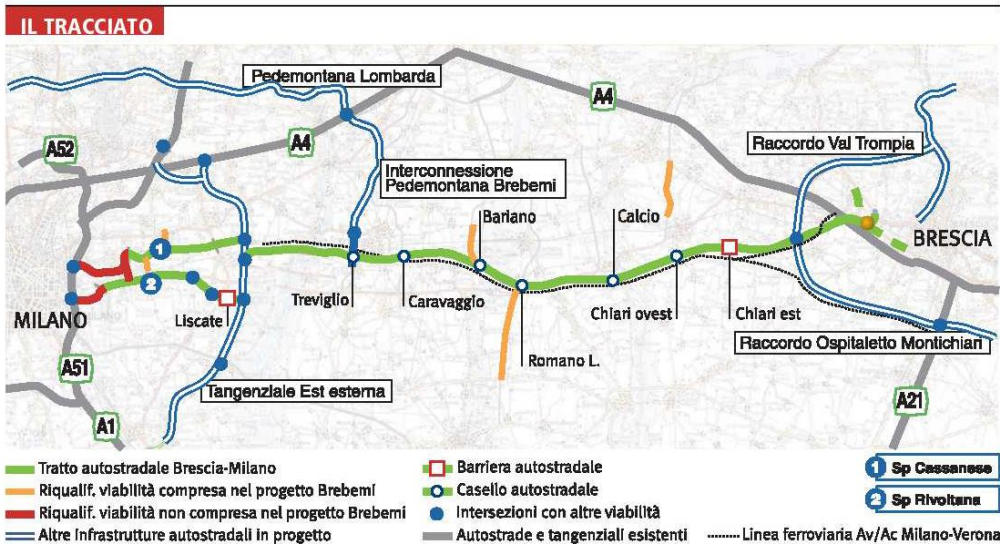 IL TRACCIATO
Pedemontana Lombarda
A4
A4
A52
Raccordo Val Trompia
Interconnessione
Pedemontana Brebemi
Bariano
Calcio
BRESCIA
1
2
MILANO
Liscate
Treviglio
Caravaggio
Chiari ovest
Chiari est
Romano L.
Raccordo Ospitaletto Montichiari
A51
Tangenziale Est esterna
A21
A1
Tratto autostradale Brescia-Milano
Riqualif. viabilità compresa nel progetto Brebemi
Riqualif. viabilità non compresa nel progetto Brebemi
Altre infrastrutture autostradali in progetto
Barriera autostradale
Casello autostradale
Intersezioni con altre viabilità
Autostrade e tangenziali esistenti
1 Sp Cassanese
2 Sp Rivoltana
Linea ferroviaria Av/Ac Milano-Verona